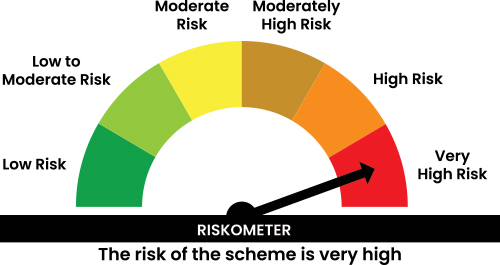 Low Risk
Low to
Moderate Risk
Moderate
Risk
Moderately
High Risk
High Risk
Very
High Risk
RISKOMETER
The risk of the scheme is very high